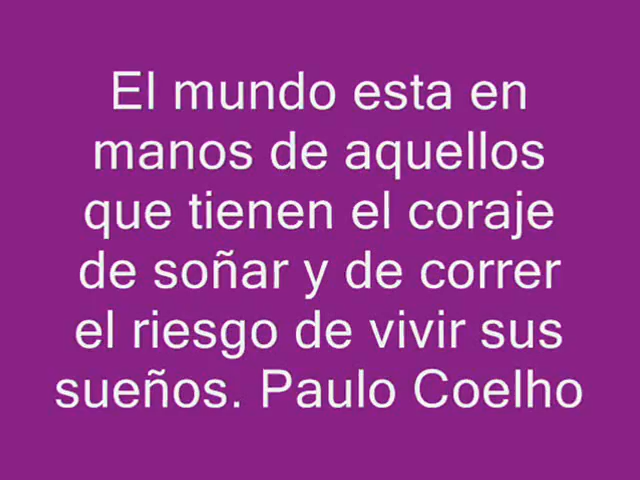 El mundo esta en
manos de aquellos
que tienen el coraje
de soñar y de correr
el riesgo de vivir sus
sueños. Paulo Coelho